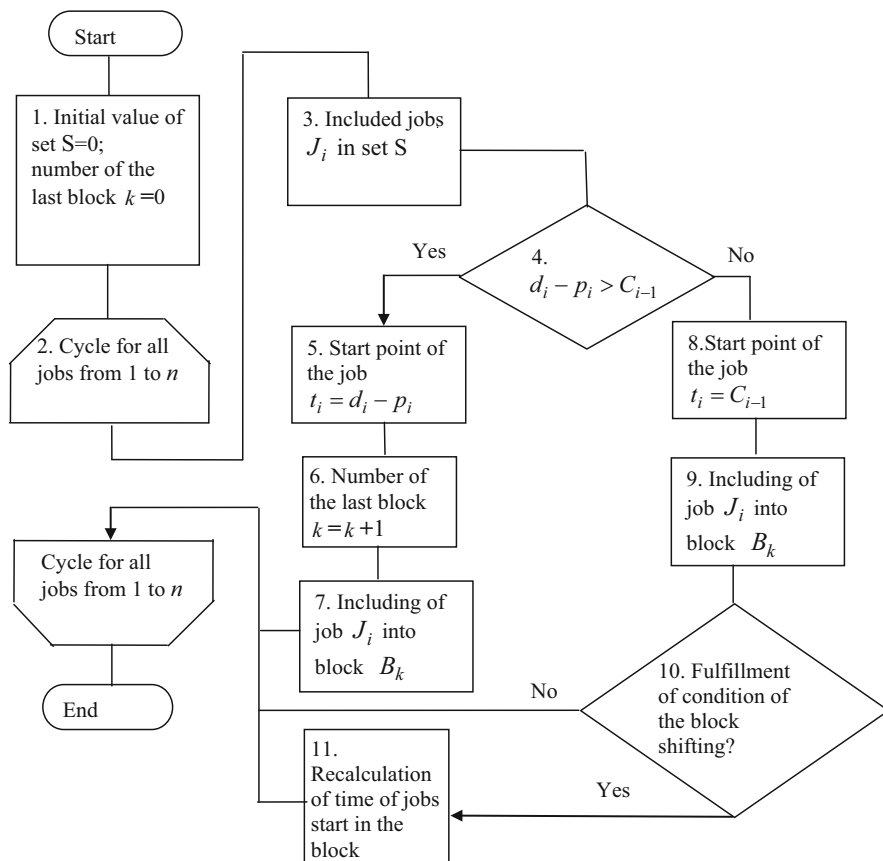 Start
1. Initial value of
set S=0;
number of the
last block k =0
2. Cycle for all
jobs from 1 to n
3. Included jobs
J_i in set S
4.
d_i − p_i > C_{i−1}
Yes
No
5. Start point of
the job
t_i = d_i − p_i
6. Number of
the last block
k = k +1
7. Including of
job J_i into
block B_k
8.Start point of
the job
t_i = C_{i−1}
9. Including of
job J_i into
block B_k
10. Fulfillment
of condition of
the block
shifting?
No
Yes
11.
Recalculation
of time of jobs
start in the
block
Cycle for all
jobs from 1 to n
End